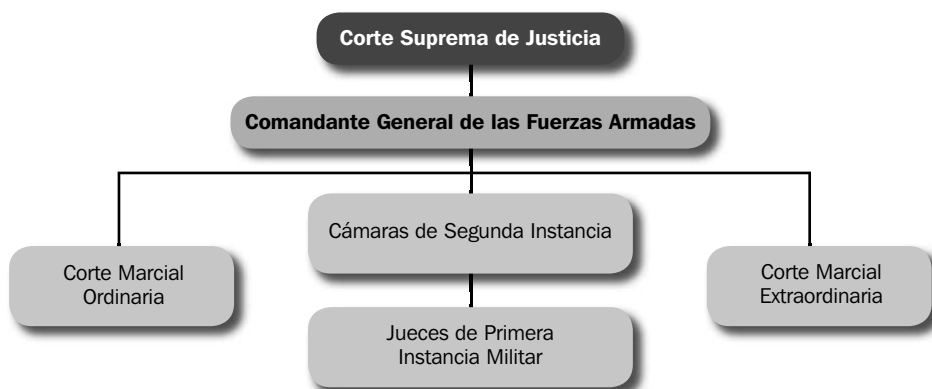 Corte Suprema de Justicia
Comandante General de las Fuerzas Armadas
Cámaras de Segunda Instancia
Corte Marcial
Ordinaria
Corte Marcial
Extraordinaria
Jueces de Primera
Instancia Militar